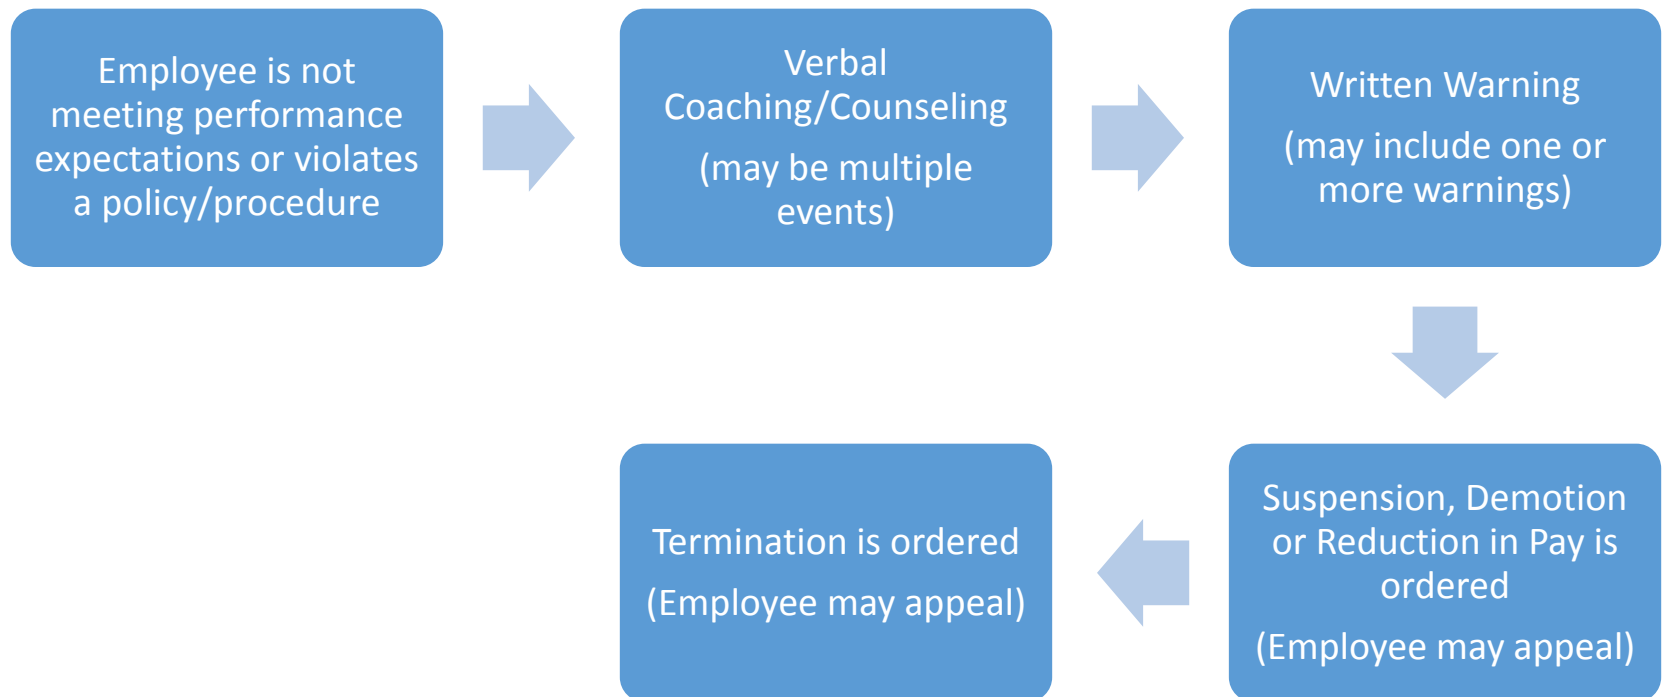 Employee is not
meeting performance
expectations or violates
a policy/procedure
Verbal
Coaching/Counseling
(may be multiple
events)
Written Warning
(may include one or
more warnings)
Suspension, Demotion
or Reduction in Pay is
ordered
(Employee may appeal)
Termination is ordered
(Employee may appeal)